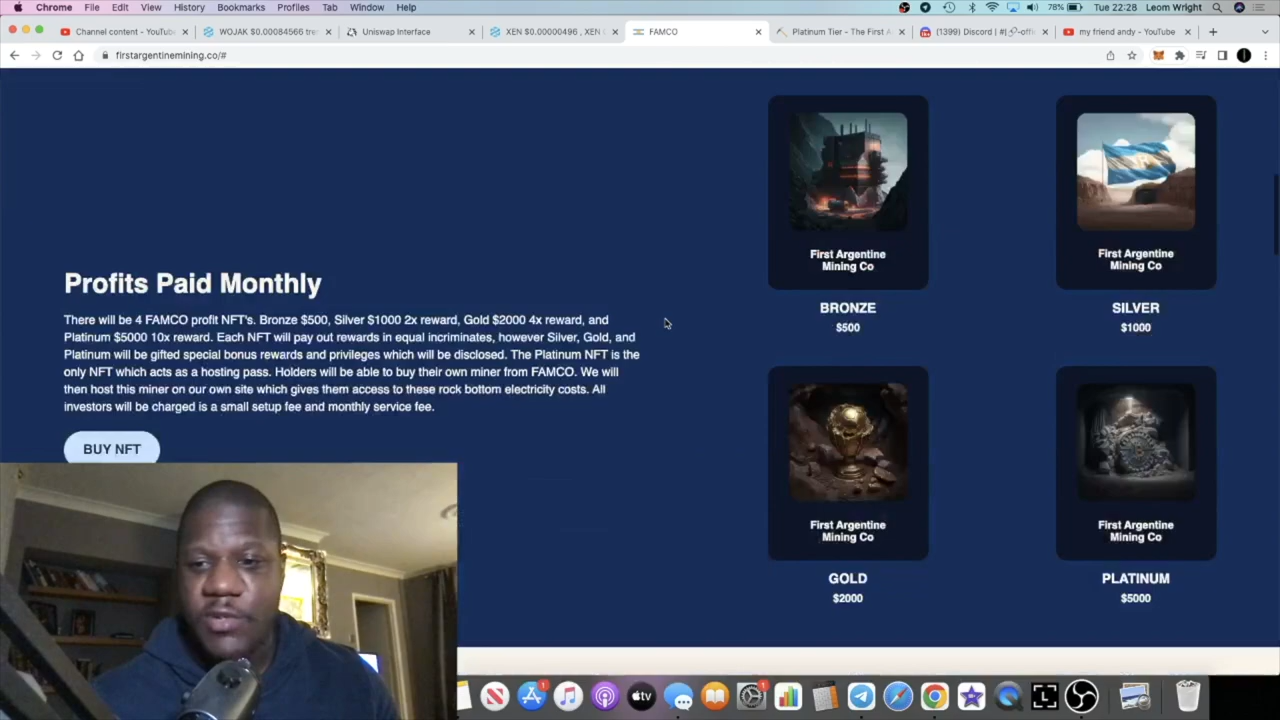 Chrome File Edit View History Bookmarks Profiles Tab Window Help 78% Tue 22:28 Leom Wright
Channel content - YouTube WOJAK $0.00084566 Uniswap Interface XEN $0.00000496 , XEN FAMCO Platinum Tier - The First A (1399) Discord | my friend andy - YouTube
firstargentinemining.co/#
Profits Paid Monthly
There will be 4 FAMCO profit NFT's. Bronze $500, Silver $1000 2x reward, Gold $2000 4x reward, and
Platinum $5000 10x reward. Each NFT will pay out rewards in equal incriminates, however Silver, Gold, and
Platinum will be gifted special bonus rewards and privileges which will be disclosed. The Platinum NFT is the
only NFT which acts as a hosting pass. Holders will be able to buy their own miner from FAMCO. We will
then host this miner on our own site which gives them access to these rock bottom electricity costs. All
investors will be charged is a small setup fee and monthly service fee.
BUY NFT
First Argentine
Mining Co
BRONZE
$500
First Argentine
Mining Co
SILVER
$1000
First Argentine
Mining Co
GOLD
$2000
First Argentine
Mining Co
PLATINUM
$5000
tv